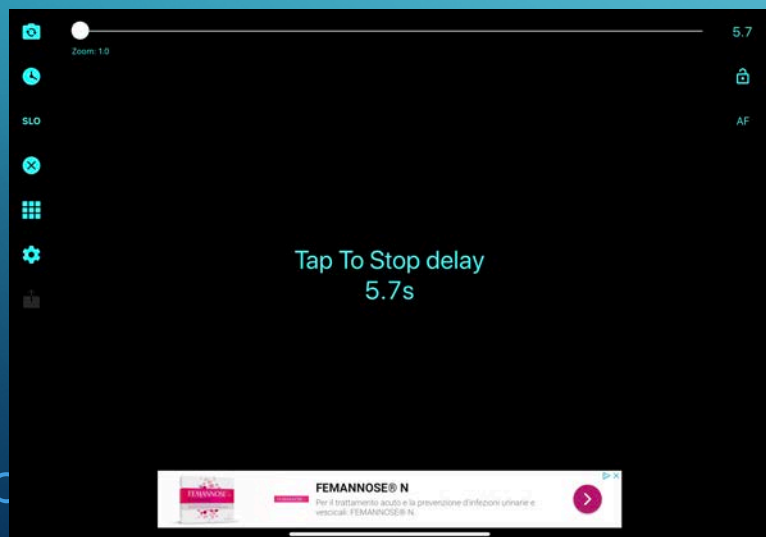 5.7
Zoom: 1.0
SLO
AF
Tap To Stop delay
5.7s
FEMANNOSE® N
FEMANNOSE
Per il trattamento acuto e la prevenzione d'infezioni urinarie e
vescicali: FEMANNOSE® N.